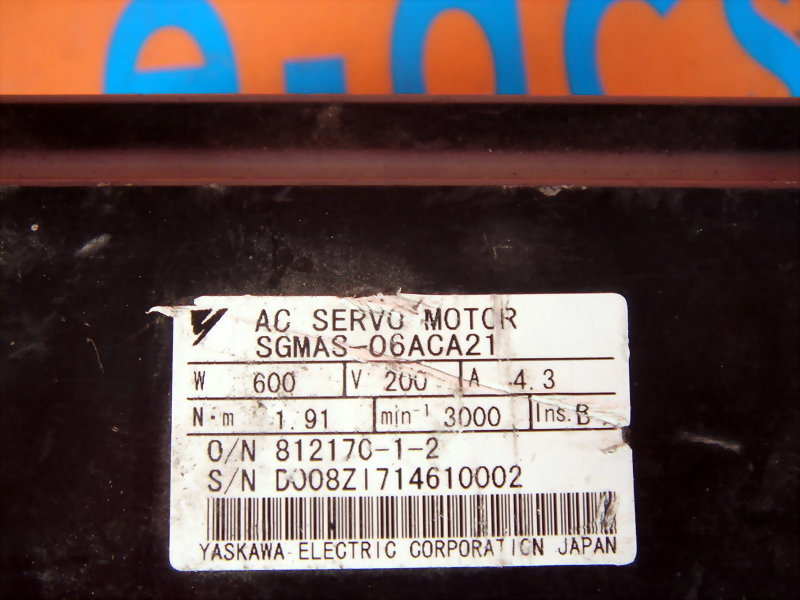 e-acs
AC SERVO MOTOR
SGMAS-06ACA21
W 600 V 200 A 4.3
N·m 1.91 min⁻¹ 3000 Ins. B
O/N 812170-1-2
S/N D008Z1714610002
YASKAWA ELECTRIC CORPORATION JAPAN